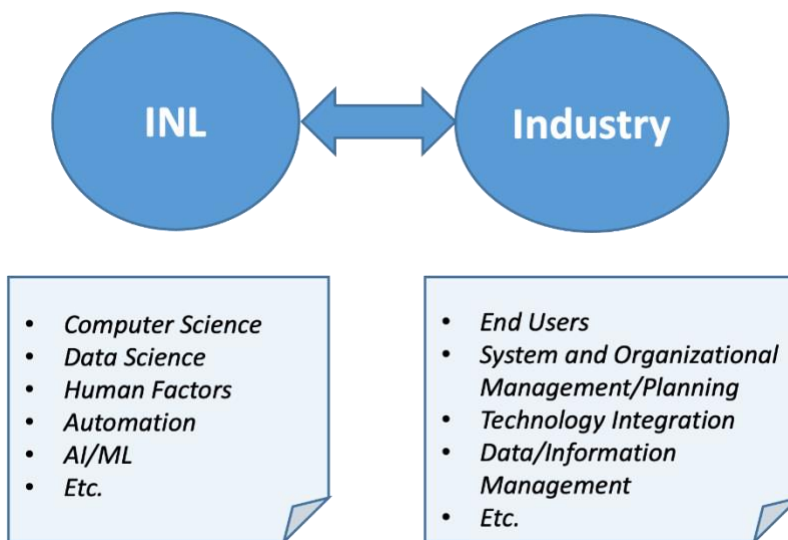 INL
Industry
• Computer Science
• Data Science
• Human Factors
• Automation
• AI/ML
• Etc.
• End Users
• System and Organizational
Management/Planning
• Technology Integration
• Data/Information
Management
• Etc.